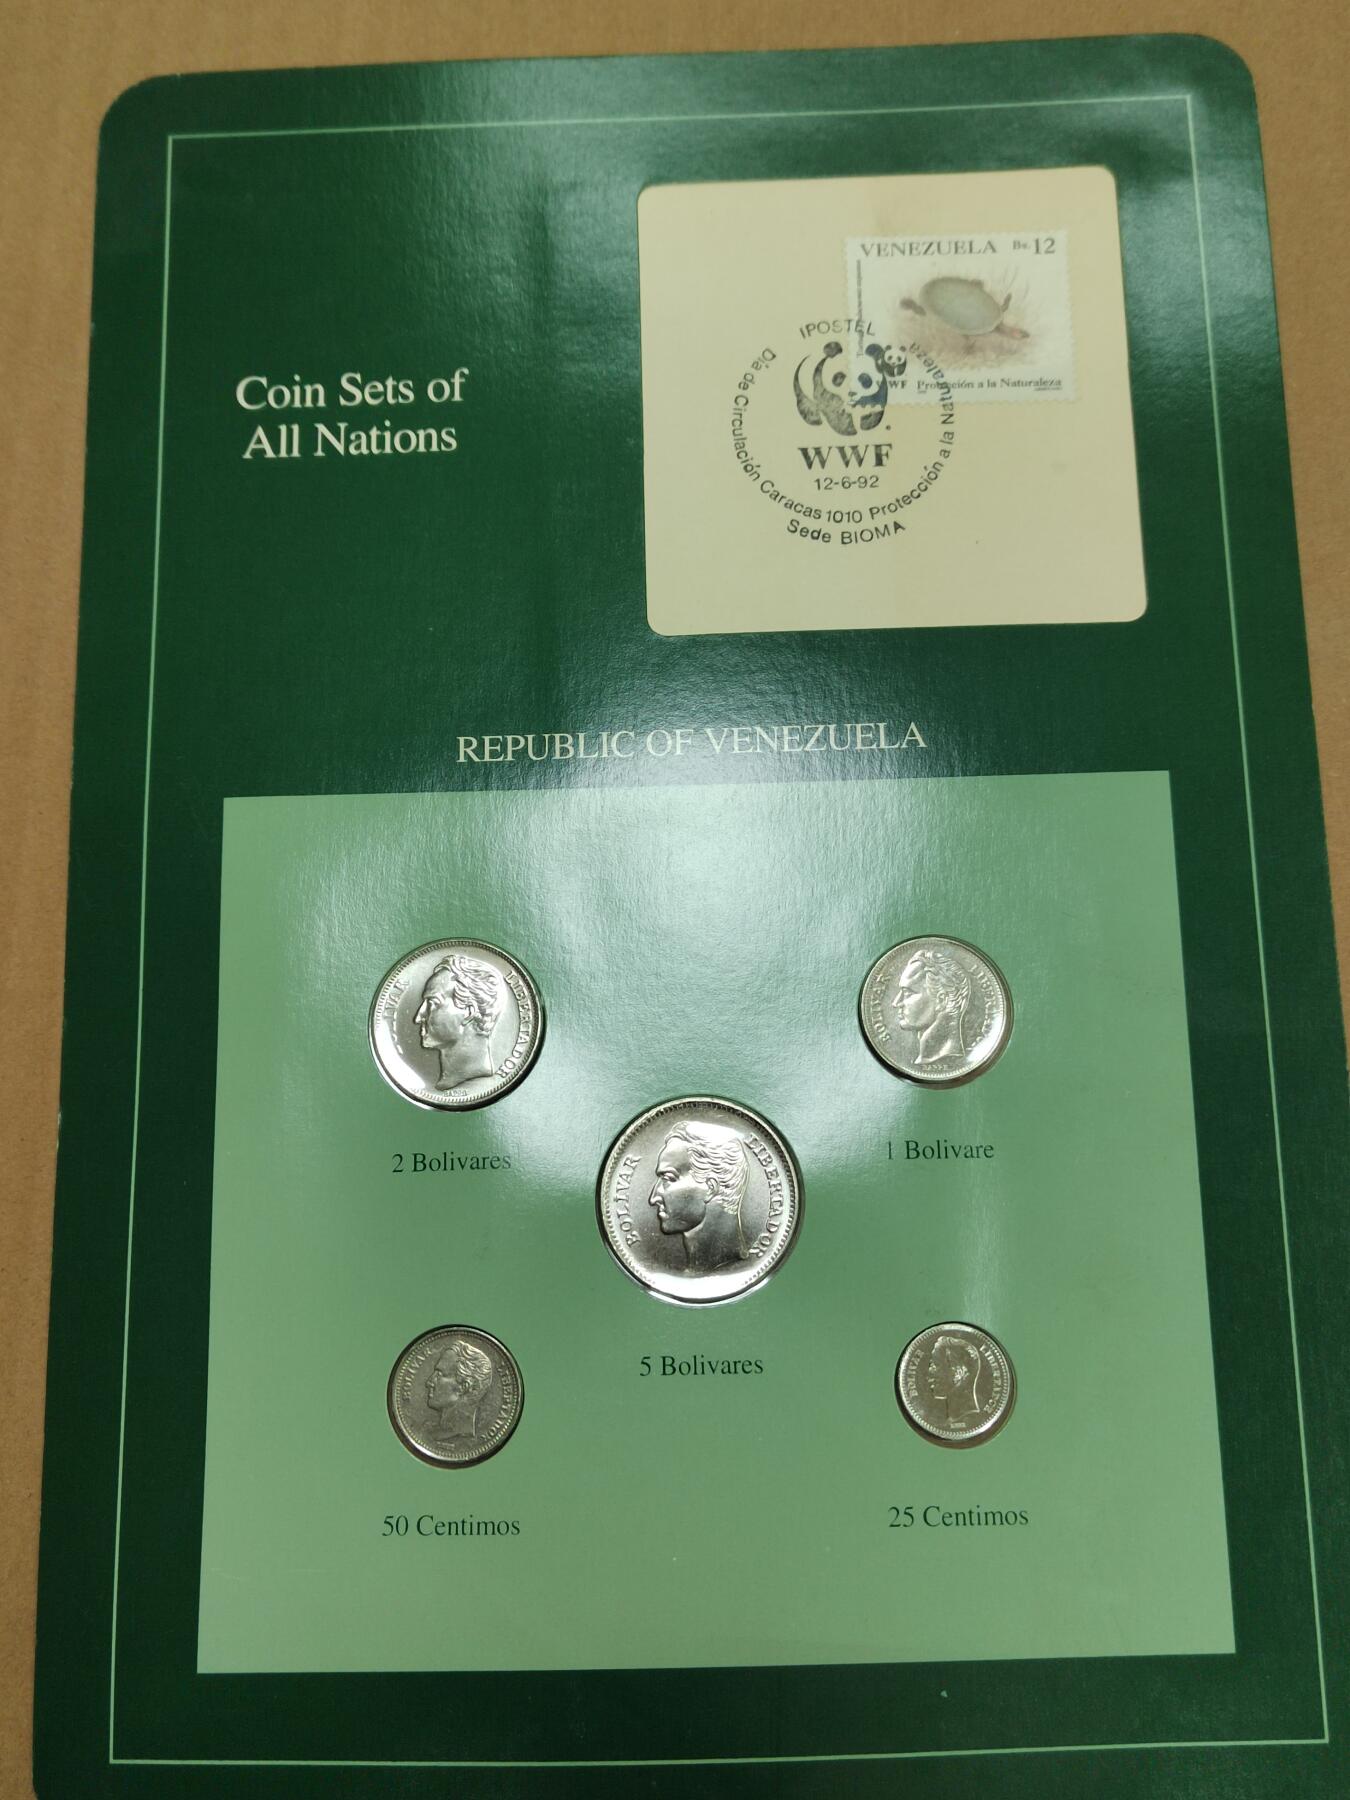 Coin Sets of
All Nations
VENEZUELA Bs. 12
WWF Protección a la Naturaleza
IPOSTEL
WWF
12-6-92
Día de Circulación Caracas 1010 Protección a la Naturaleza
Sede BIOMA
REPUBLIC OF VENEZUELA
BOLIVAR LIBERTADOR
2 Bolivares
BOLIVAR LIBERTADOR
BARRE
1 Bolivare
BOLIVAR LIBERTADOR
5 Bolivares
BOLIVAR LIBERTADOR
50 Centimos
BOLIVAR LIBERTADOR
25 Centimos